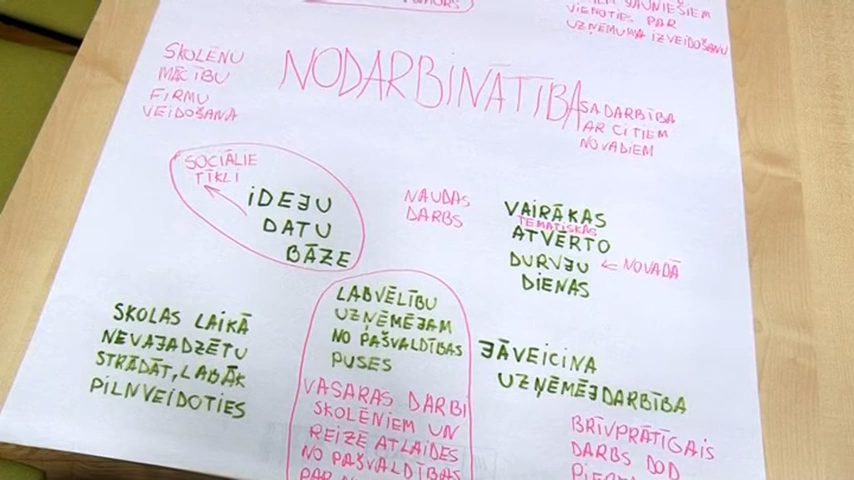 VIENOTIES PAR
UZŅĒMUMA IZVEIDOŠANU
SKOLĒNU
MĀCĪBU
FIRMU
VEIDOŠANA
NODARBINĀTĪBA
SADARBĪBA
AR CITIEM
NOVADIEM
SOCIĀLIE
TĪKLI
IDEJU
DATU
BĀZE
NAUDAS
DARBS
VAIRĀKAS
TEMATISKAS
ATVĒRTO
DURVJU
DIENAS
NOVADĀ
SKOLAS LAIKĀ
NEVAJADZĒTU
STRĀDĀT, LABĀK
PILNVEIDOTIES
LABVĒLĪBU
UZŅĒMĒJAM
NO PAŠVALDĪBAS
PUSES
VASARAS DARBI
SKOLĒNIEM UN
REIZĒ ATLAIDES
NO PAŠVALDĪBAS
JĀVEICINA
UZŅĒMĒJDARBĪBA
BRĪVPRĀTĪGAIS
DARBS DOD